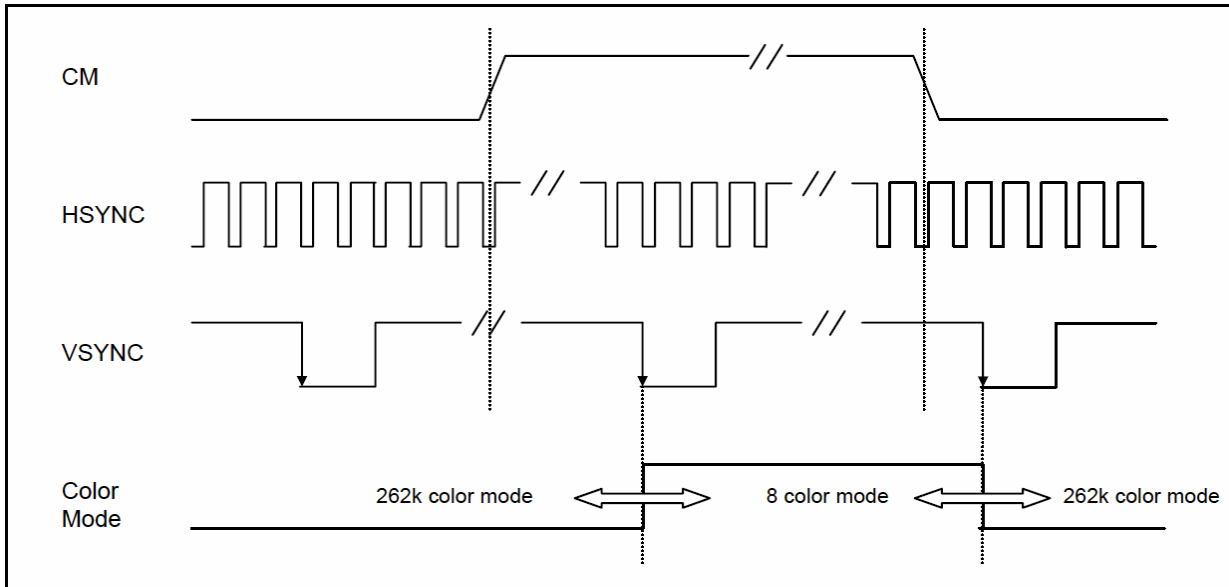 CM
HSYNC
VSYNC
Color
Mode
262k color mode
8 color mode
262k color mode